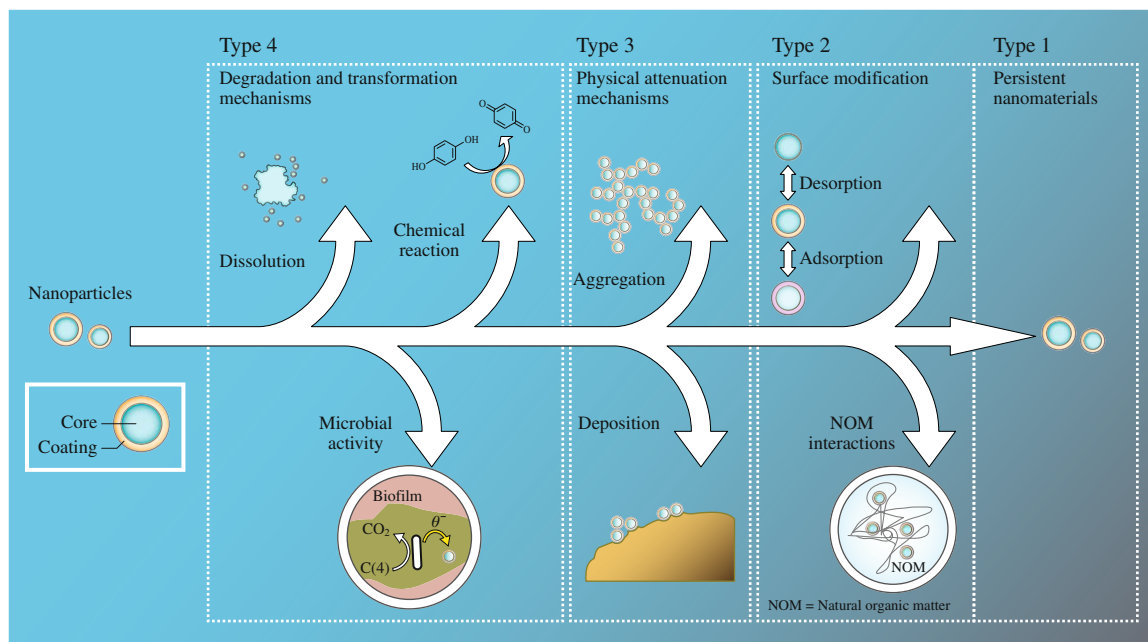 Type 4
Type 3
Type 2
Type 1
Degradation and transformation
mechanisms
Physical attenuation
mechanisms
Surface modification
Persistent
nanomaterials
O
O
OH
HO
Desorption
Chemical
reaction
Dissolution
Adsorption
Aggregation
Nanoparticles
Core
Coating
Microbial
activity
Deposition
NOM
interactions
Biofilm
CO2
θ−
C(4)
NOM
NOM = Natural organic matter